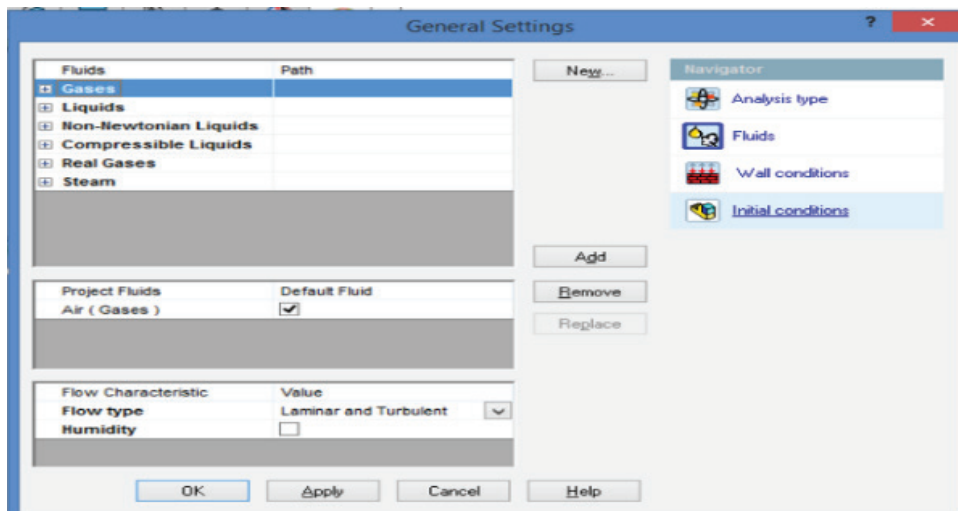 General Settings
?
Fluids Path
Gases
Liquids
Non-Newtonian Liquids
Compressible Liquids
Real Gases
Steam
New...
Add
Project Fluids Default Fluid
Air ( Gases )
Remove
Replace
Flow Characteristic Value
Flow type Laminar and Turbulent
Humidity
OK Apply Cancel Help
Navigator
Analysis type
Fluids
Wall conditions
Initial conditions